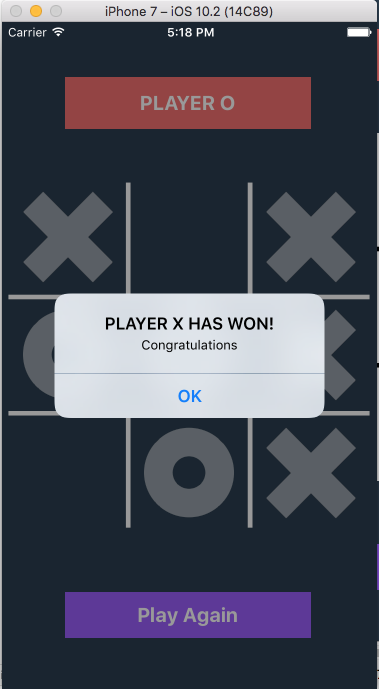 iPhone 7 – iOS 10.2 (14C89)
Carrier 5:18 PM
PLAYER O
PLAYER X HAS WON!
Congratulations
OK
Play Again